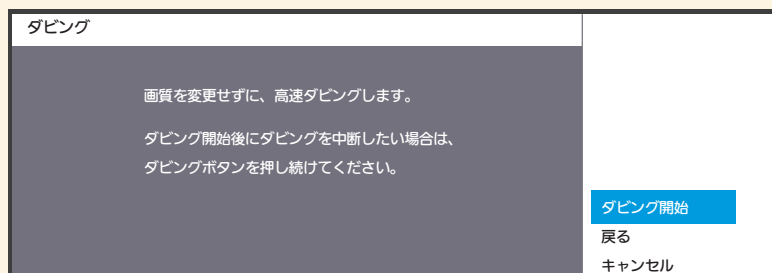 ダビング
画質を変更せずに、高速ダビングします。
ダビング開始後にダビングを中断したい場合は、
ダビングボタンを押し続けてください。
ダビング開始
戻る
キャンセル